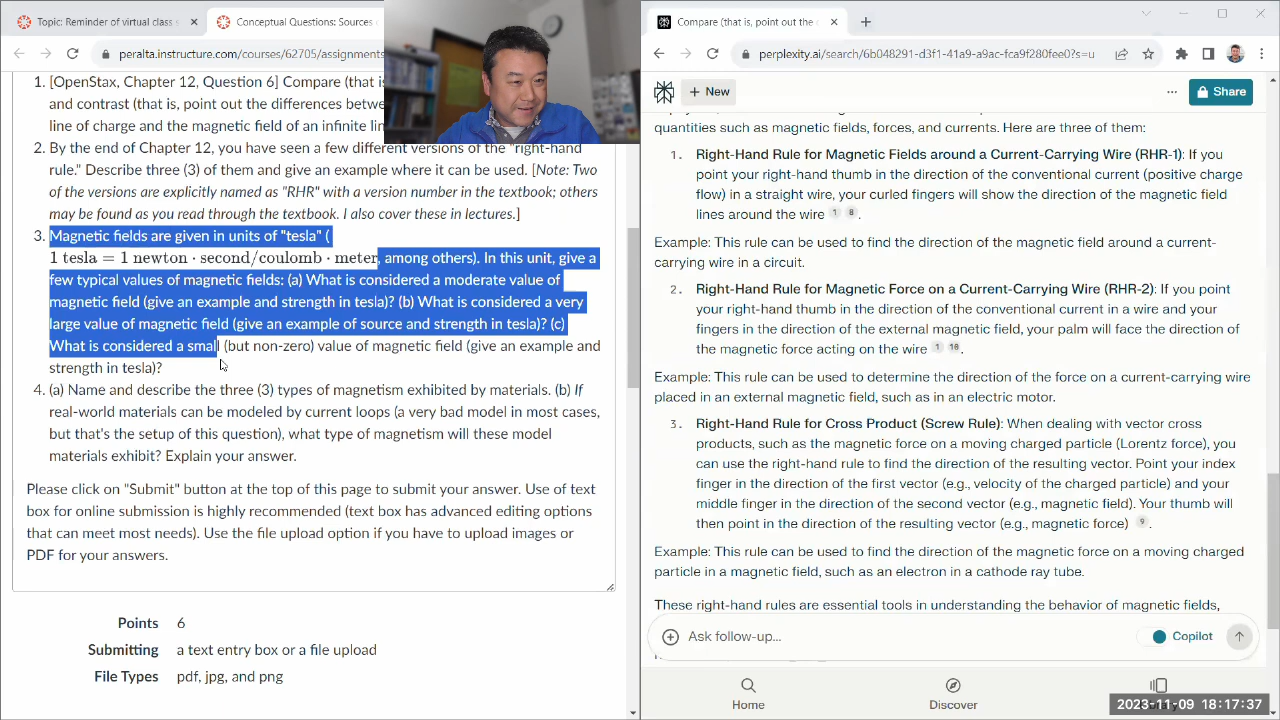 Topic: Reminder of virtual class s
Conceptual Questions: Sources
peralta.instructure.com/courses/62705/assignments
1. [OpenStax, Chapter 12, Question 6] Compare (that is
and contrast (that is, point out the differences betwe
line of charge and the magnetic field of an infinite lin
2. By the end of Chapter 12, you have seen a few different versions of the "right-hand
rule." Describe three (3) of them and give an example where it can be used. [Note: Two
of the versions are explicitly named as "RHR" with a version number in the textbook; others
may be found as you read through the textbook. I also cover these in lectures.]
3. Magnetic fields are given in units of "tesla" (
1 tesla = 1 newton · second/coulomb · meter, among others). In this unit, give a
few typical values of magnetic fields: (a) What is considered a moderate value of
magnetic field (give an example and strength in tesla)? (b) What is considered a very
large value of magnetic field (give an example of source and strength in tesla)? (c)
What is considered a small (but non-zero) value of magnetic field (give an example and
strength in tesla)?
4. (a) Name and describe the three (3) types of magnetism exhibited by materials. (b) If
real-world materials can be modeled by current loops (a very bad model in most cases,
but that's the setup of this question), what type of magnetism will these model
materials exhibit? Explain your answer.
Please click on "Submit" button at the top of this page to submit your answer. Use of text
box for online submission is highly recommended (text box has advanced editing options
that can meet most needs). Use the file upload option if you have to upload images or
PDF for your answers.
Points 6
Submitting a text entry box or a file upload
File Types pdf, jpg, and png
Compare (that is, point out the
perplexity.ai/search/6b048291-d3f1-41a9-a9ac-fca9f280fee0?s=u
+ New
Share
quantities such as magnetic fields, forces, and currents. Here are three of them:
1. Right-Hand Rule for Magnetic Fields around a Current-Carrying Wire (RHR-1): If you
point your right-hand thumb in the direction of the conventional current (positive charge
flow) in a straight wire, your curled fingers will show the direction of the magnetic field
lines around the wire 1 8 .
Example: This rule can be used to find the direction of the magnetic field around a current-
carrying wire in a circuit.
2. Right-Hand Rule for Magnetic Force on a Current-Carrying Wire (RHR-2): If you point
your right-hand thumb in the direction of the conventional current in a wire and your
fingers in the direction of the external magnetic field, your palm will face the direction of
the magnetic force acting on the wire 1 10 .
Example: This rule can be used to determine the direction of the force on a current-carrying wire
placed in an external magnetic field, such as in an electric motor.
3. Right-Hand Rule for Cross Product (Screw Rule): When dealing with vector cross
products, such as the magnetic force on a moving charged particle (Lorentz force), you
can use the right-hand rule to find the direction of the resulting vector. Point your index
finger in the direction of the first vector (e.g., velocity of the charged particle) and your
middle finger in the direction of the second vector (e.g., magnetic field). Your thumb will
then point in the direction of the resulting vector (e.g., magnetic force) 9 .
Example: This rule can be used to find the direction of the magnetic force on a moving charged
particle in a magnetic field, such as an electron in a cathode ray tube.
These right-hand rules are essential tools in understanding the behavior of magnetic fields,
Ask follow-up...
Copilot
Home
Discover
2023-11-09 18:17:37